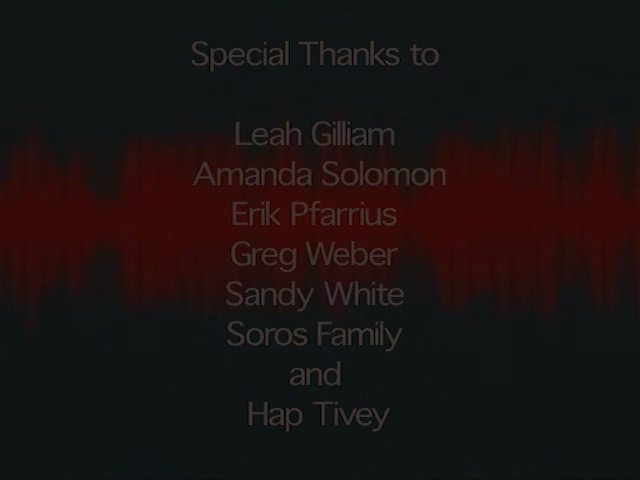 Special Thanks to
Leah Gilliam
Amanda Solomon
Erik Pfarrius
Greg Weber
Sandy White
Soros Family
and
Hap Tivey